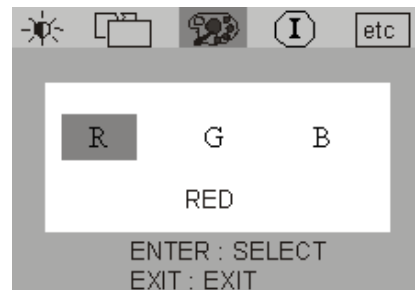 I etc
R G B
RED
ENTER : SELECT
EXIT : EXIT